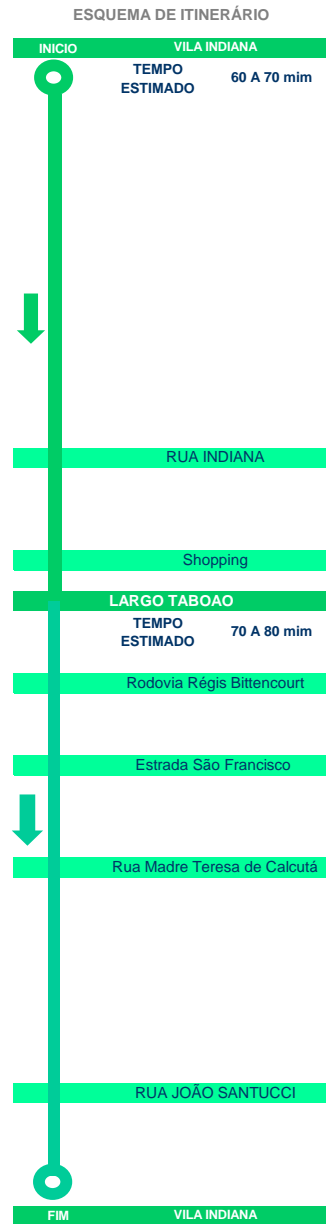 ESQUEMA DE ITINERÁRIO
INICIO VILA INDIANA
TEMPO
ESTIMADO 60 A 70 mim
RUA INDIANA
Shopping
LARGO TABOAO
TEMPO
ESTIMADO 70 A 80 mim
Rodovia Régis Bittencourt
Estrada São Francisco
Rua Madre Teresa de Calcutá
RUA JOÃO SANTUCCI
FIM VILA INDIANA